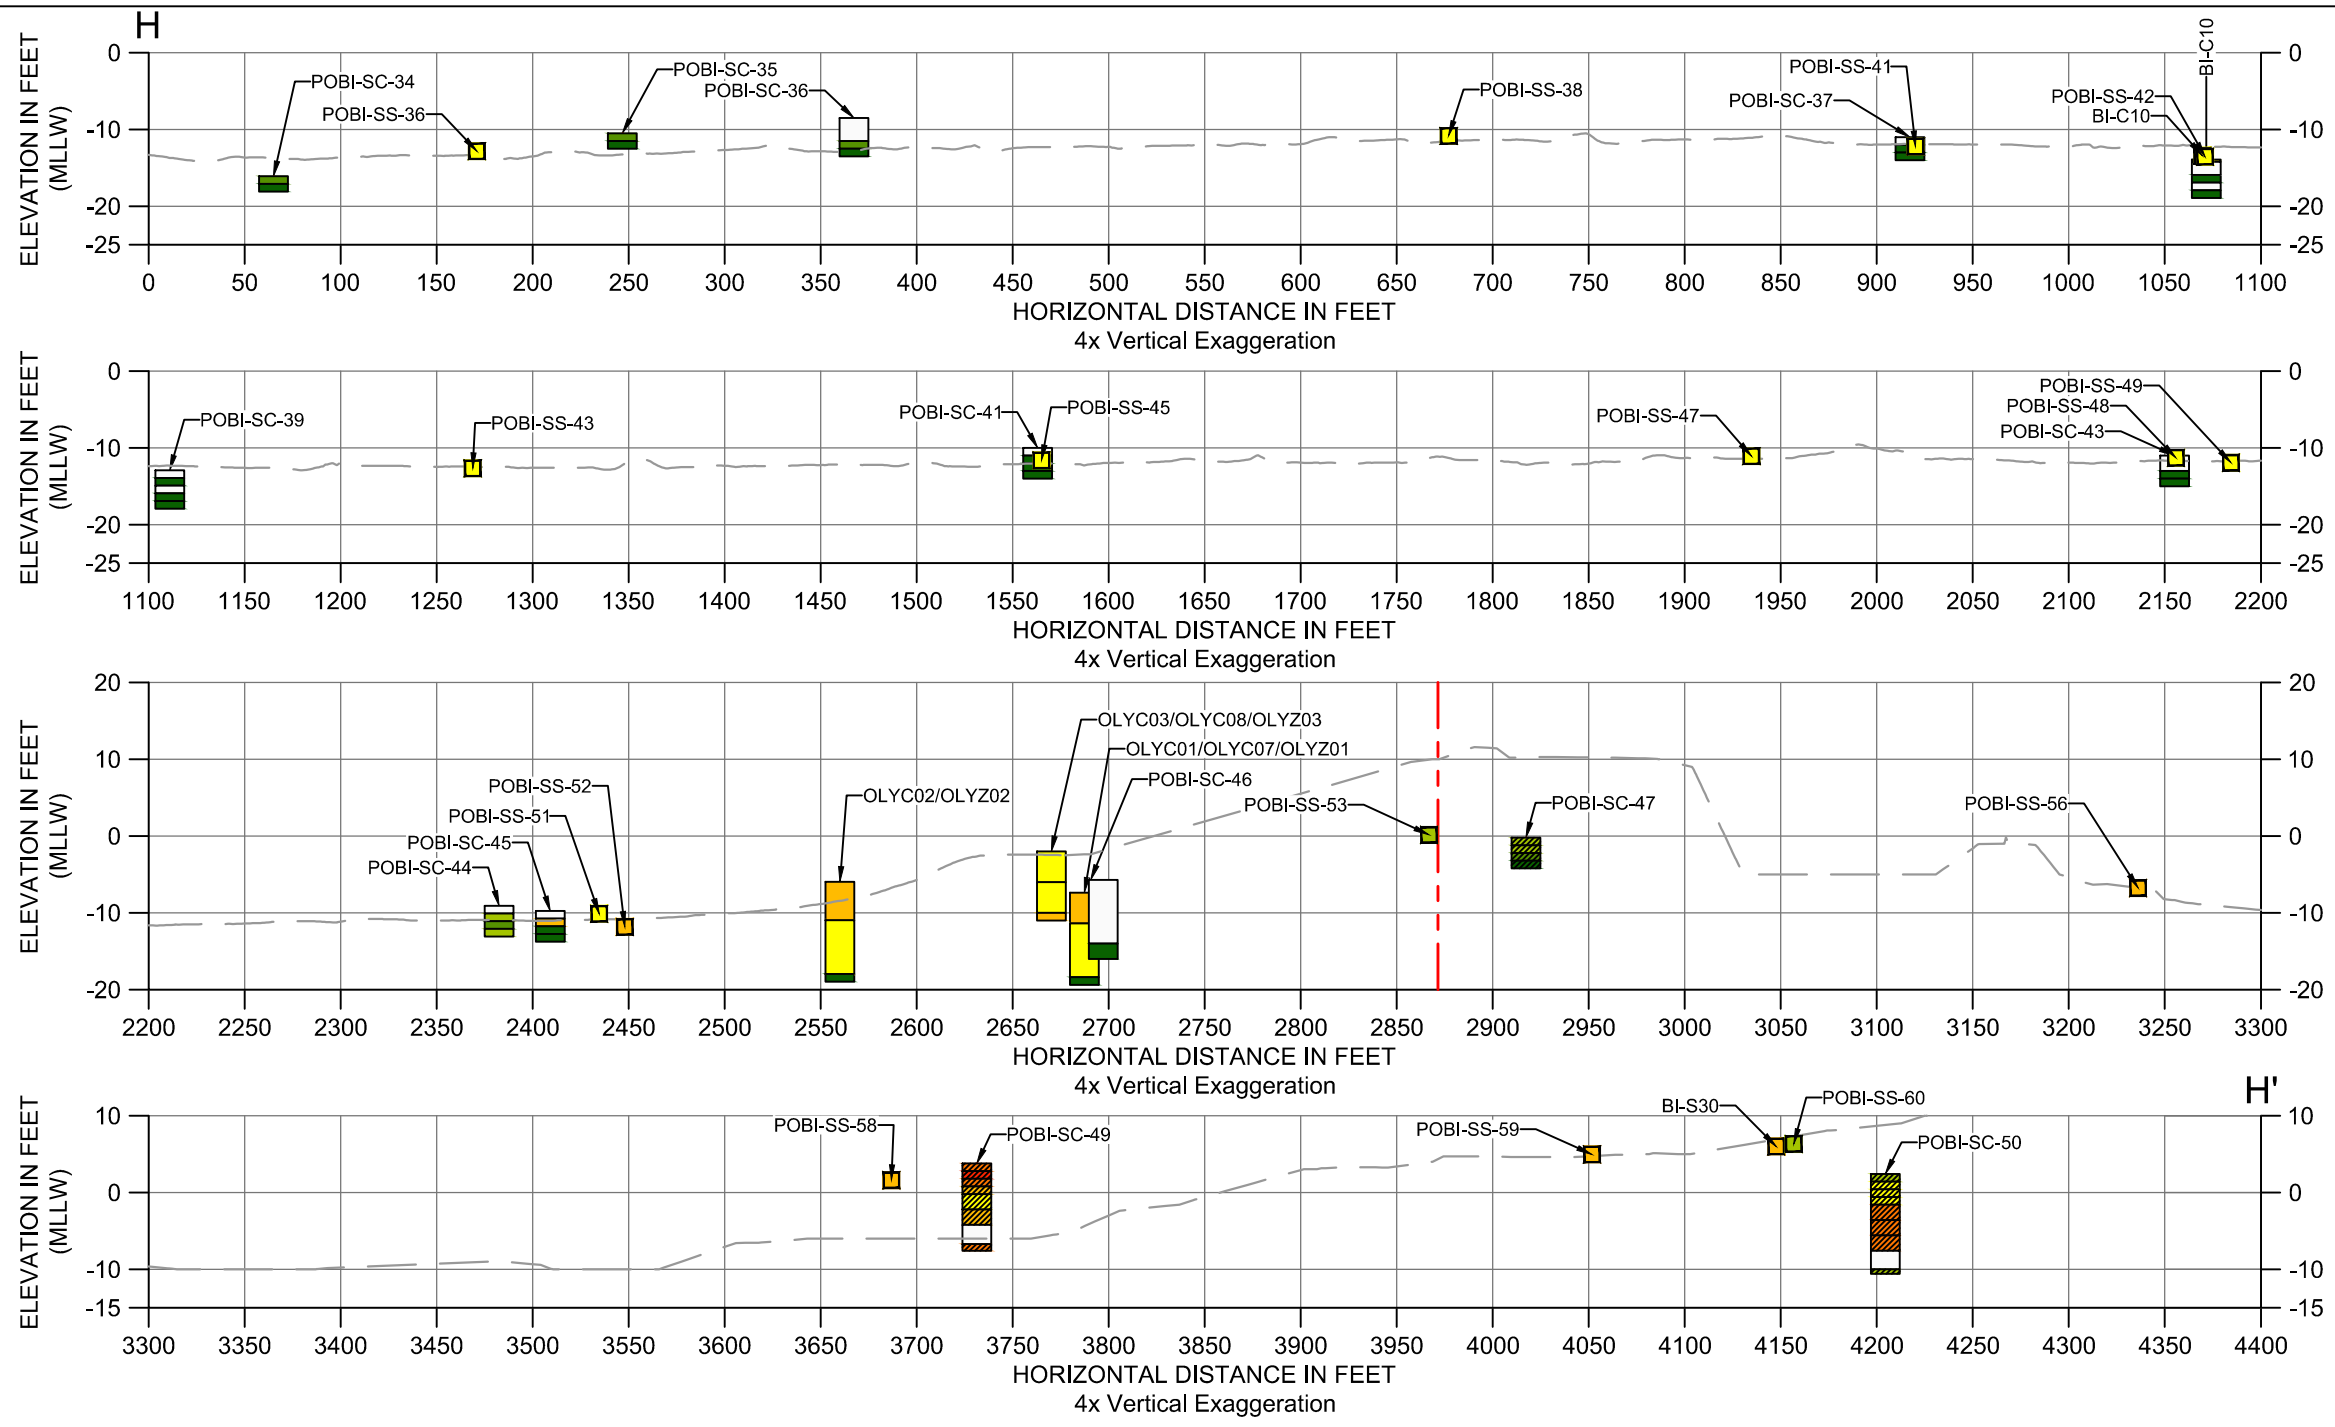 H
BI-C10
ELEVATION IN FEET
(MLLW)
0
-10
-20
-25
0
-10
-20
-25
POBI-SC-34
POBI-SS-36
POBI-SC-35
POBI-SC-36
POBI-SS-38
POBI-SS-41
POBI-SC-37
POBI-SS-42
BI-C10
0 50 100 150 200 250 300 350 400 450 500 550 600 650 700 750 800 850 900 950 1000 1050 1100
HORIZONTAL DISTANCE IN FEET
4x Vertical Exaggeration
ELEVATION IN FEET
(MLLW)
0
-10
-20
-25
0
-10
-20
-25
POBI-SC-39
POBI-SS-43
POBI-SC-41
POBI-SS-45
POBI-SS-47
POBI-SS-49
POBI-SS-48
POBI-SC-43
1100 1150 1200 1250 1300 1350 1400 1450 1500 1550 1600 1650 1700 1750 1800 1850 1900 1950 2000 2050 2100 2150 2200
HORIZONTAL DISTANCE IN FEET
4x Vertical Exaggeration
ELEVATION IN FEET
(MLLW)
20
10
0
-10
-20
20
10
0
-10
-20
POBI-SS-52
POBI-SS-51
POBI-SC-45
POBI-SC-44
OLYC02/OLYZ02
OLYC03/OLYC08/OLYZ03
OLYC01/OLYC07/OLYZ01
POBI-SC-46
POBI-SS-53
POBI-SC-47
POBI-SS-56
2200 2250 2300 2350 2400 2450 2500 2550 2600 2650 2700 2750 2800 2850 2900 2950 3000 3050 3100 3150 3200 3250 3300
HORIZONTAL DISTANCE IN FEET
4x Vertical Exaggeration
H'
ELEVATION IN FEET
(MLLW)
10
0
-10
-15
10
0
-10
-15
POBI-SS-58
POBI-SC-49
POBI-SS-59
BI-S30
POBI-SS-60
POBI-SC-50
3300 3350 3400 3450 3500 3550 3600 3650 3700 3750 3800 3850 3900 3950 4000 4050 4100 4150 4200 4250 4300 4350 4400
HORIZONTAL DISTANCE IN FEET
4x Vertical Exaggeration